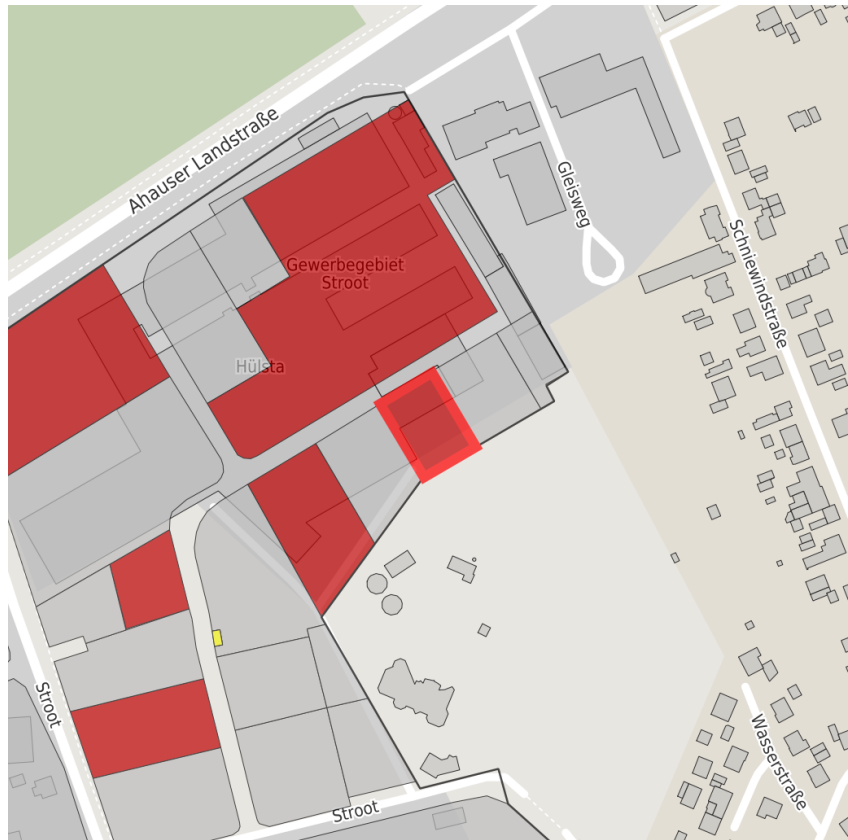 Ahauser Landstraße
Gleisweg
Schniewindstraße
Gewerbegebiet
Stroot
Hülsta
Stroot
Stroot
Wasserstraße